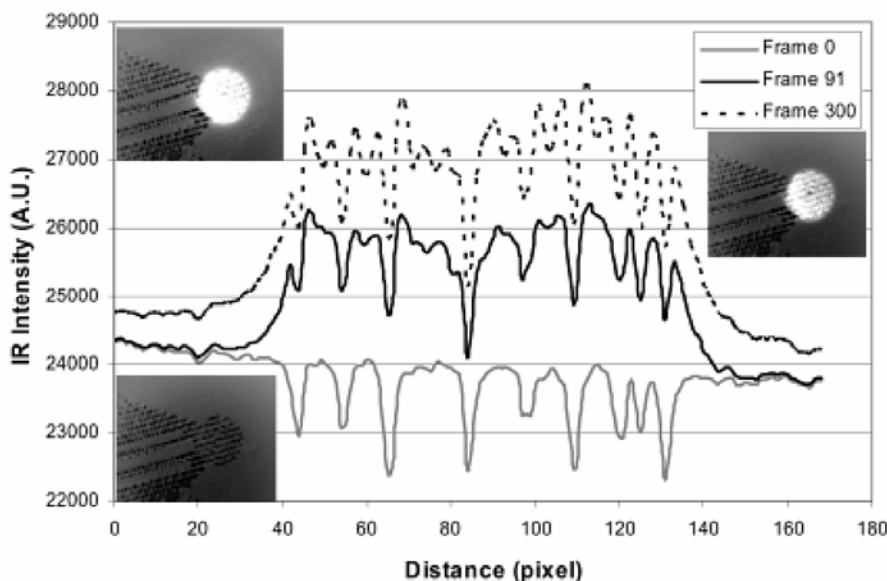 29000
28000
27000
26000
25000
24000
23000
22000
IR Intensity (A.U.)
Frame 0
Frame 91
Frame 300
0 20 40 60 80 100 120 140 160 180
Distance (pixel)